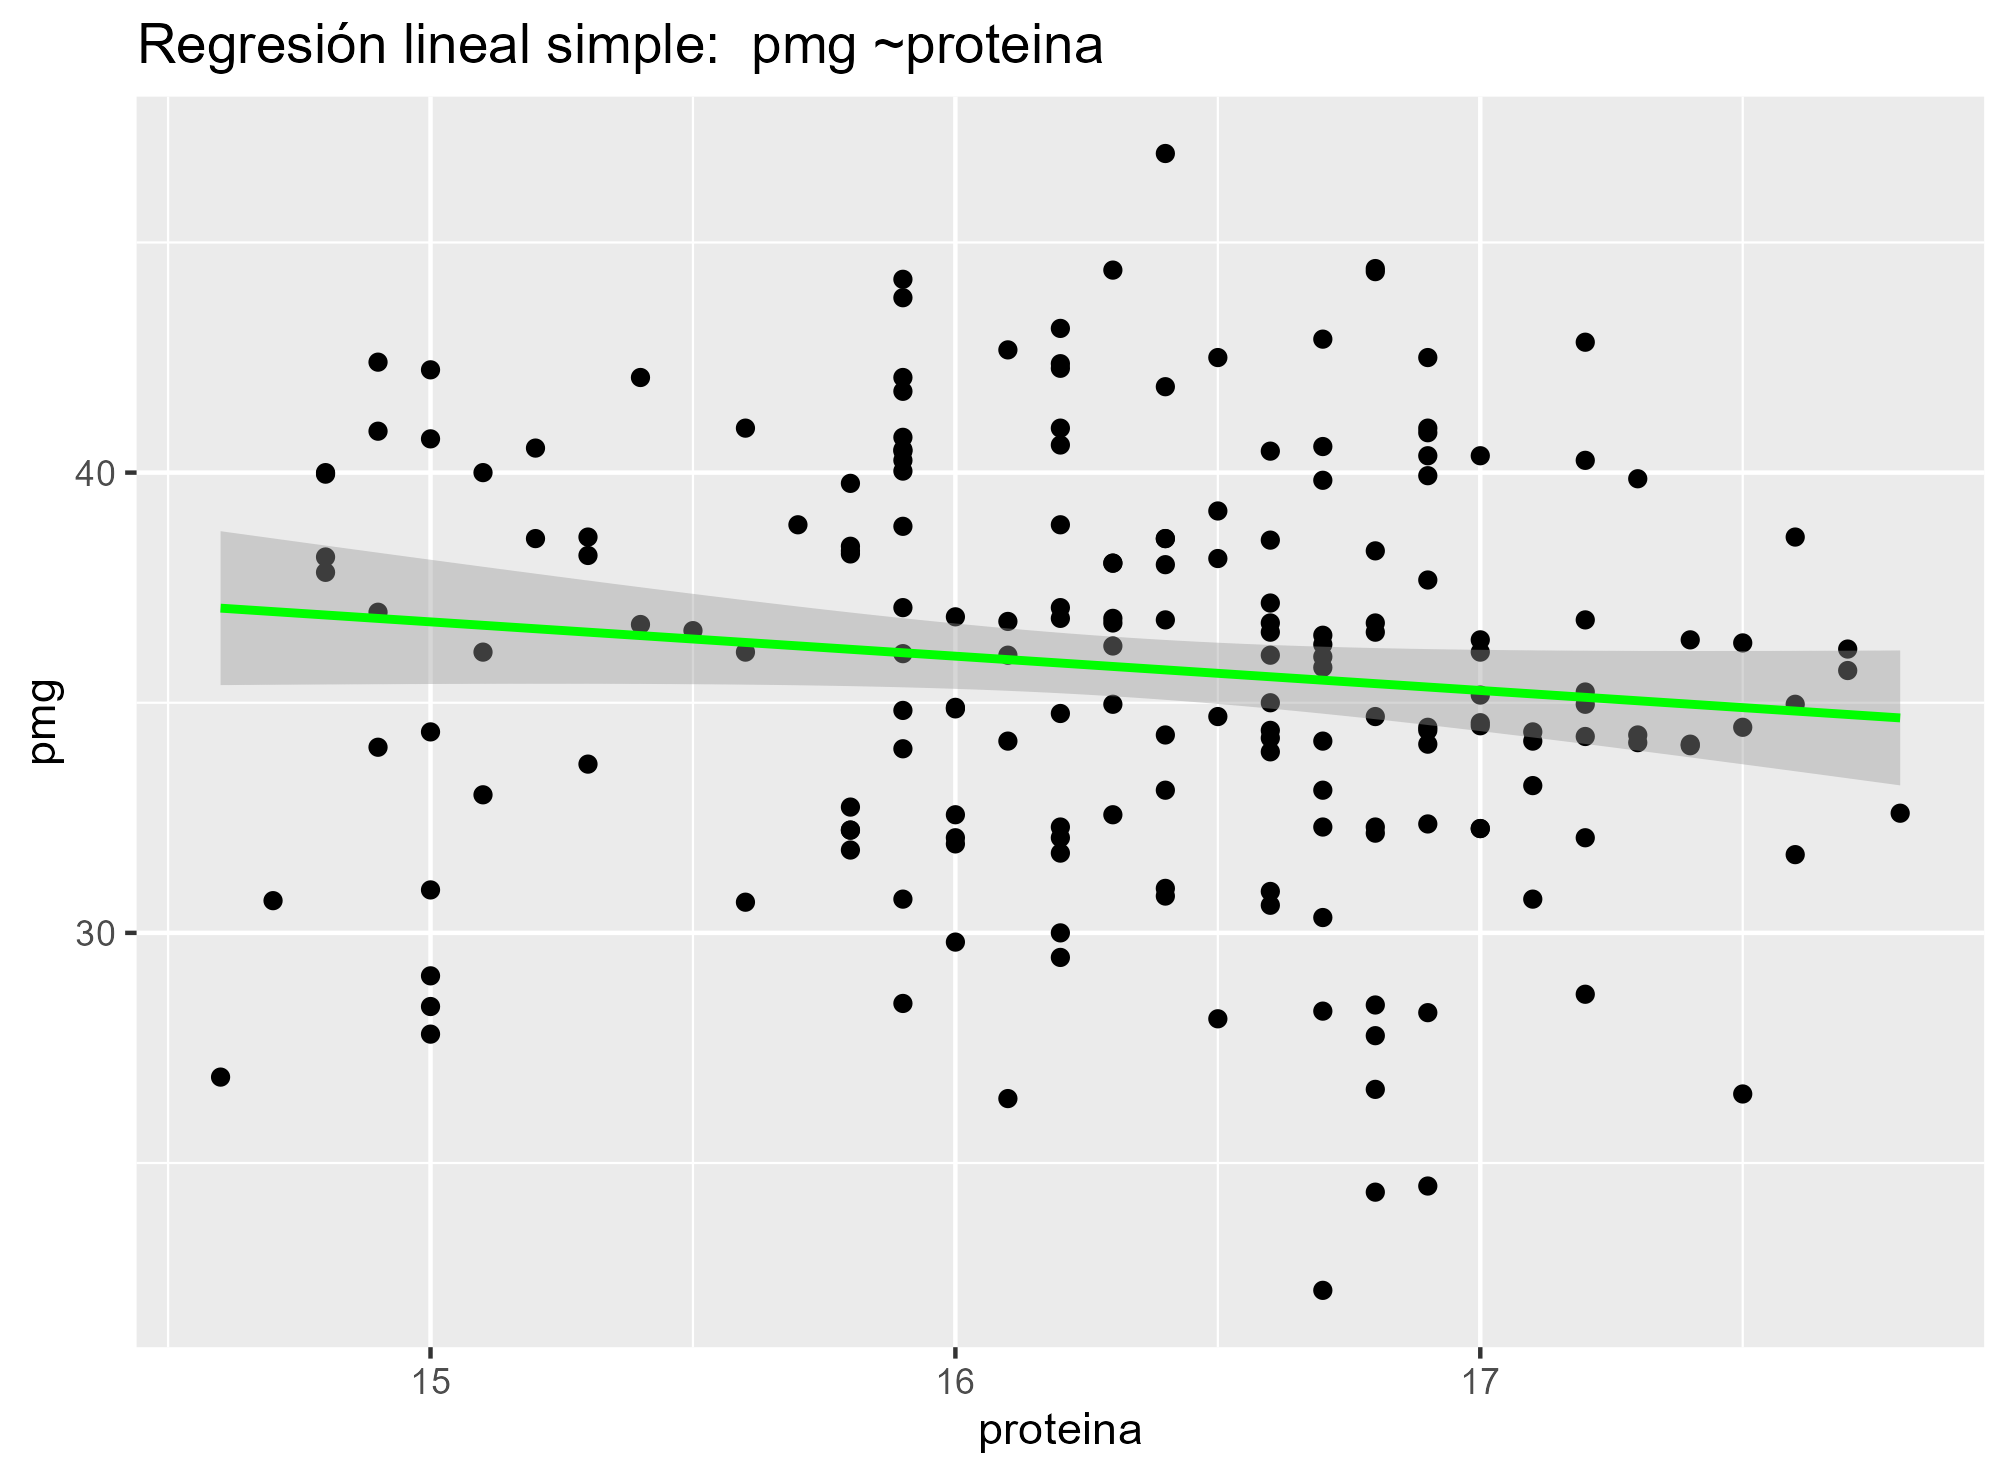 Regresión lineal simple:  pmg ~proteina
pmg
40
30
15 16 17
proteina